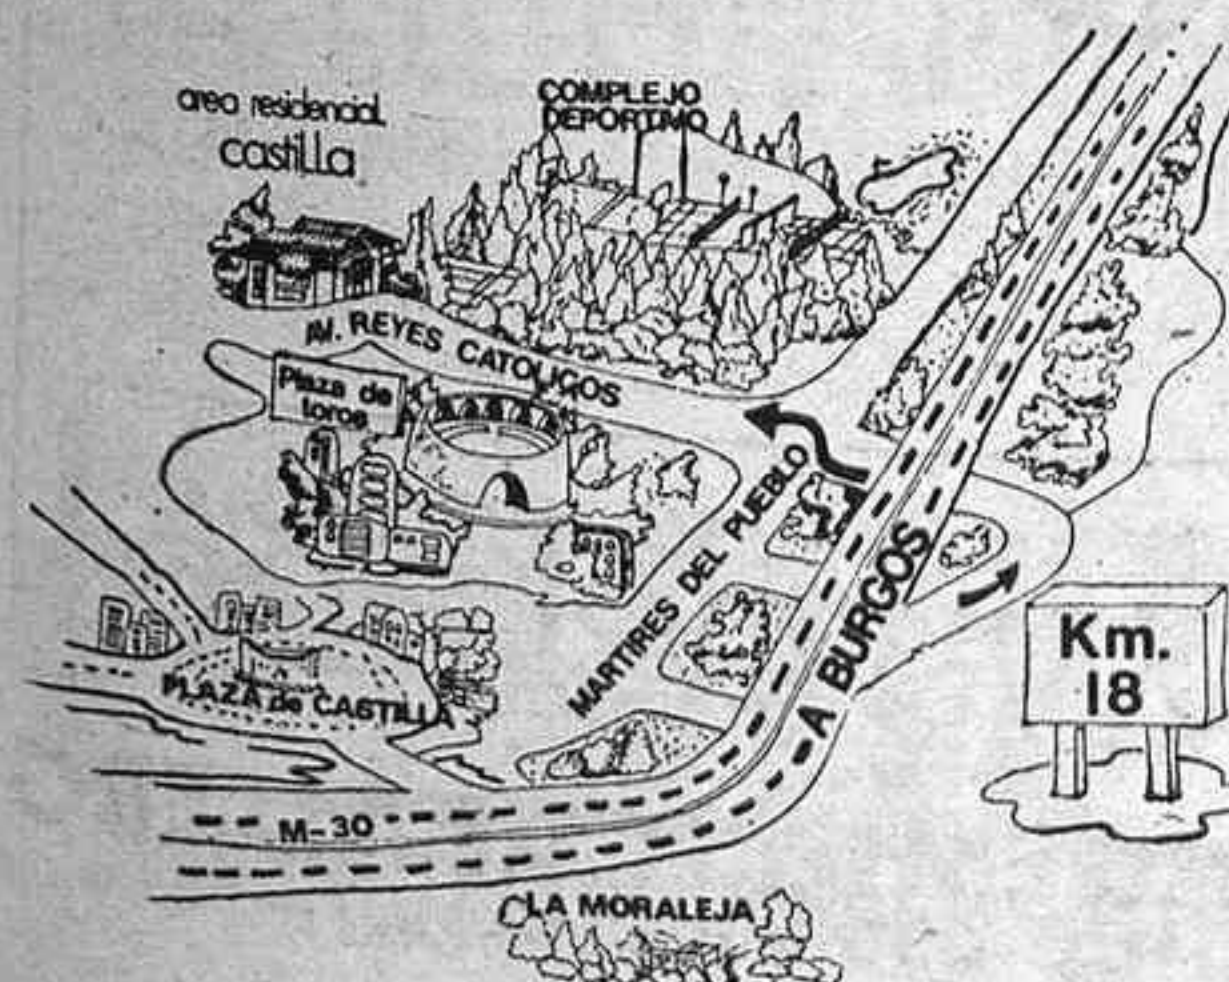 area residencial
castilla
COMPLEJO
DEPORTIVO
AV. REYES CATOLICOS
Plaza de
toros
MARTIRES DEL PUEBLO
A BURGOS
Km.
18
PLAZA de CASTILLA
M-30
LA MORALEJA